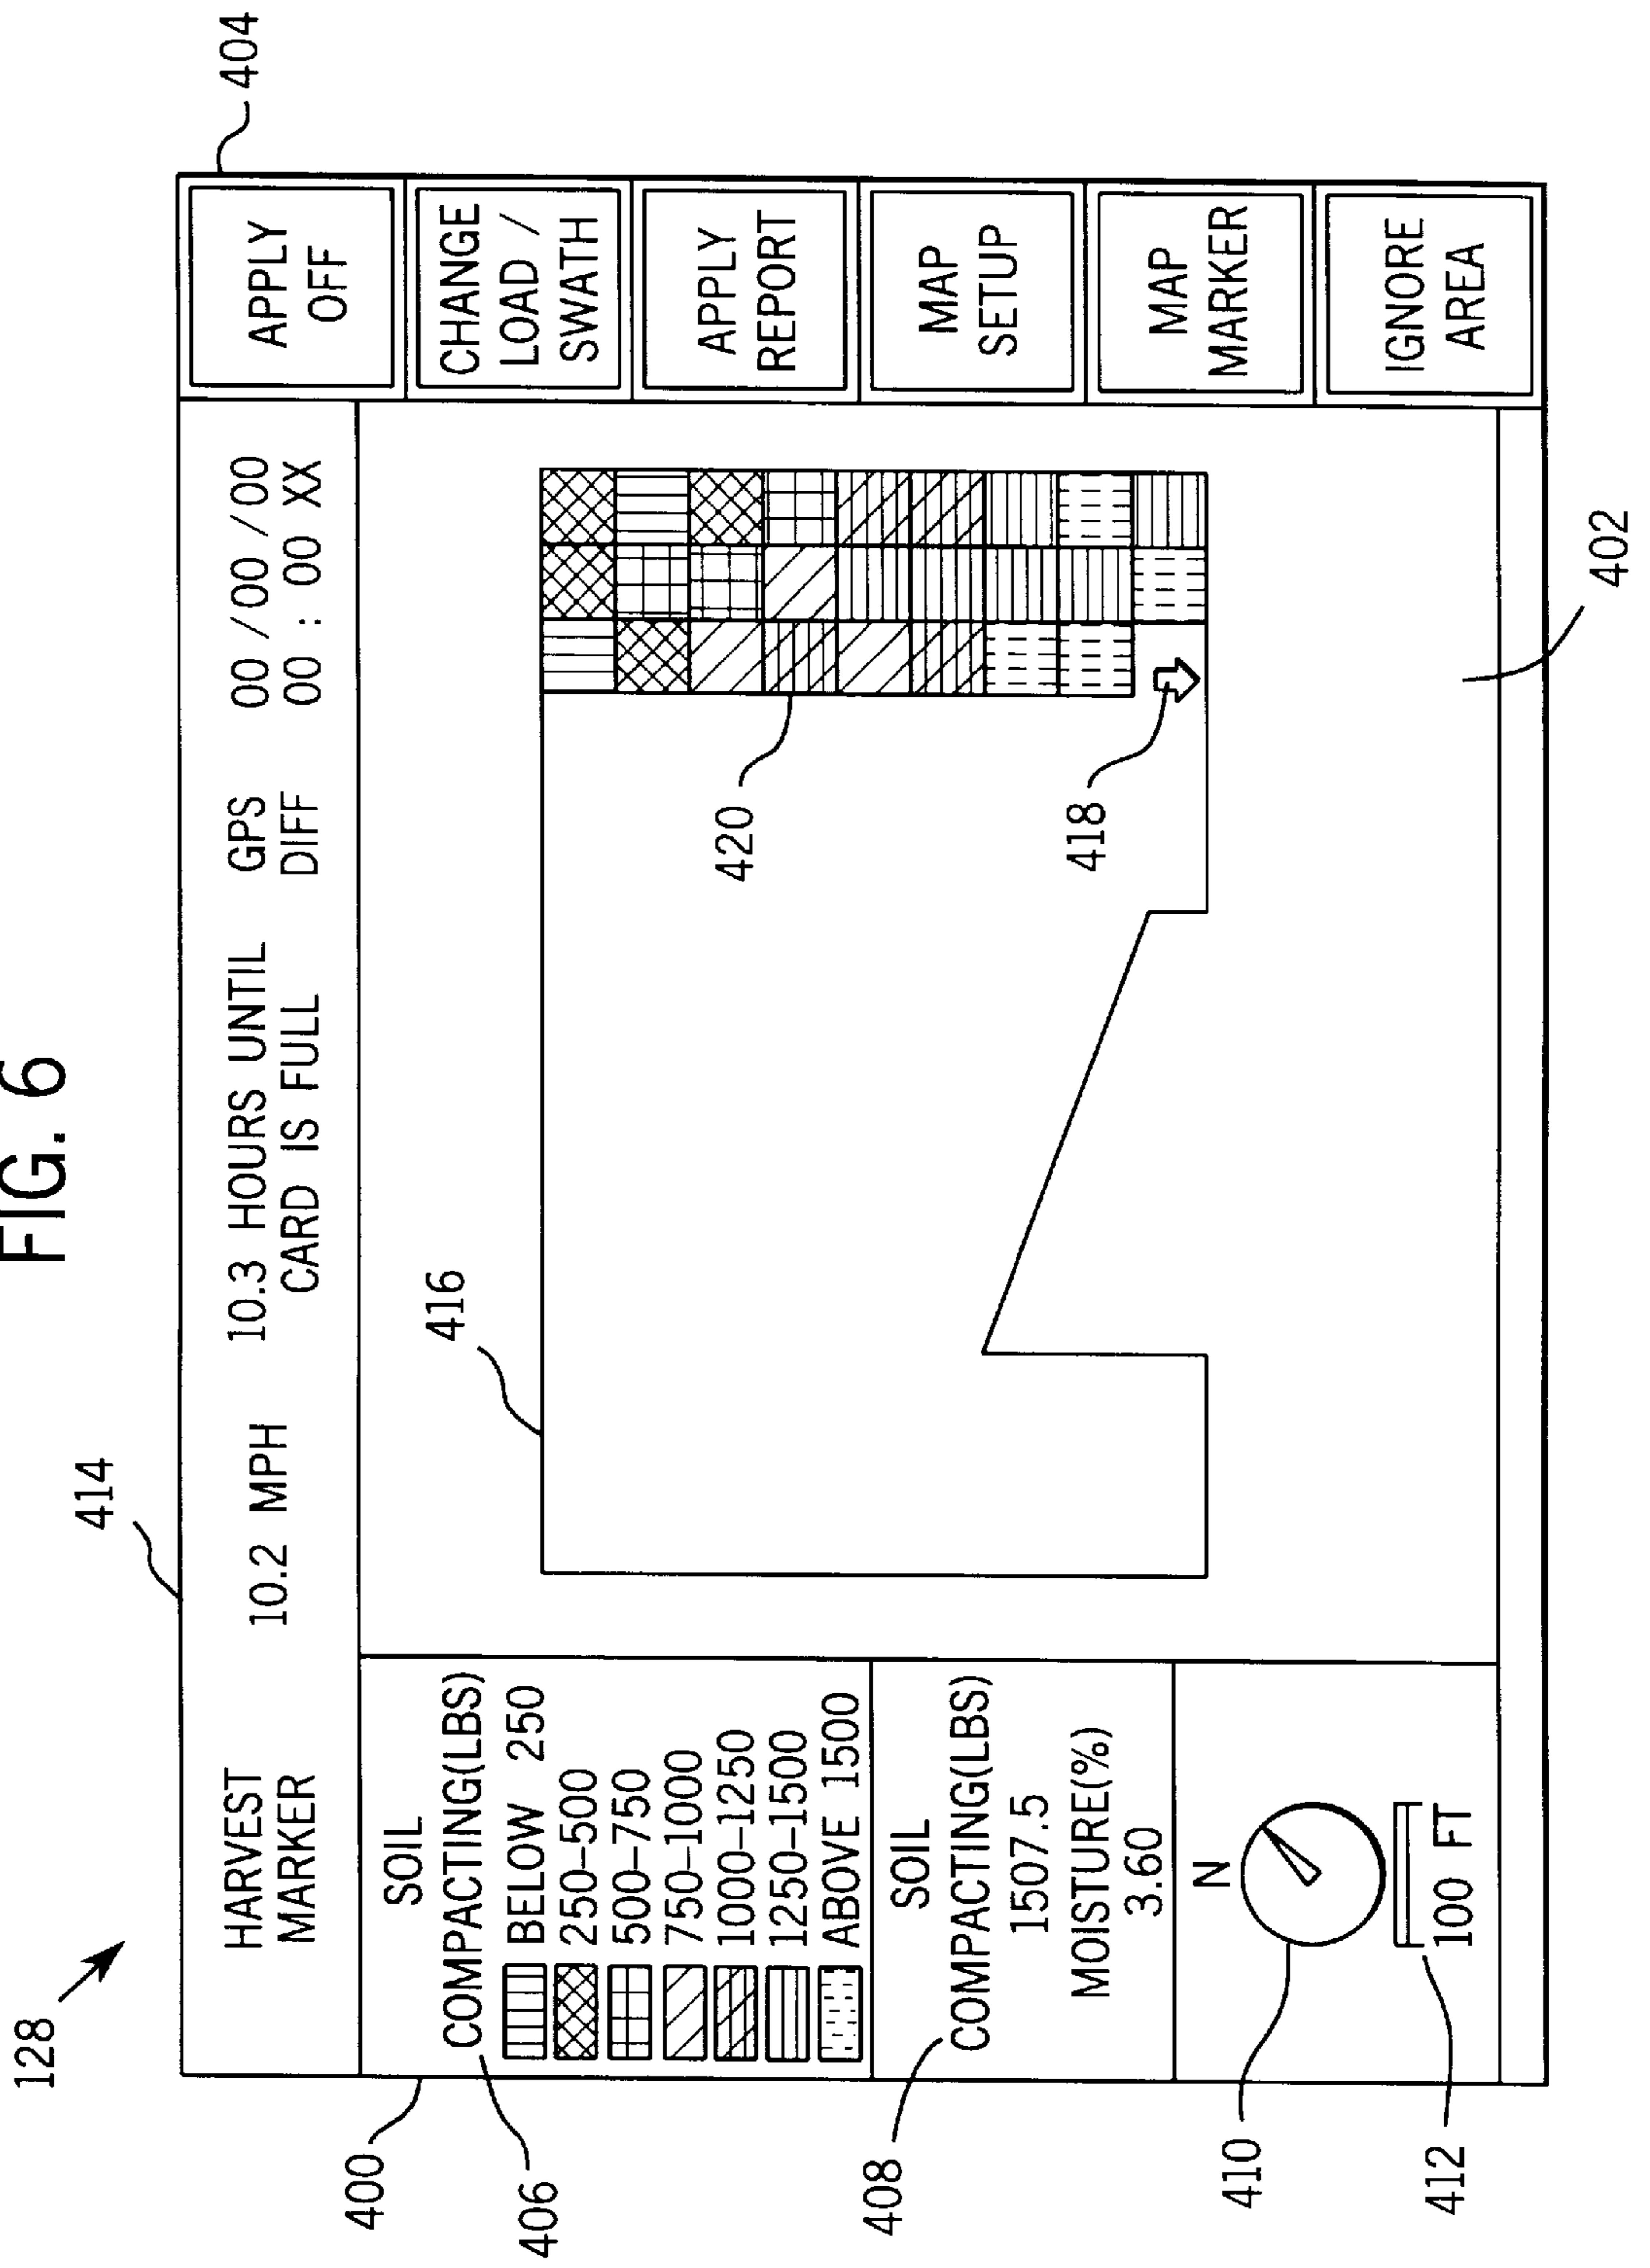 FIG. 6
128
414
404
HARVEST
MARKER
10.2 MPH
10.3 HOURS UNTIL
CARD IS FULL
GPS
DIFF
00 / 00 / 00
00 : 00 XX
APPLY
OFF
CHANGE
LOAD /
SWATH
APPLY
REPORT
MAP
SETUP
MAP
MARKER
IGNORE
AREA
400
406
SOIL
COMPACTING(LBS)
BELOW 250
250–500
500–750
750–1000
1000–1250
1250–1500
ABOVE 1500
408
SOIL
COMPACTING(LBS)
1507.5
MOISTURE(%)
3.60
410
N
412
100 FT
416
420
418
402